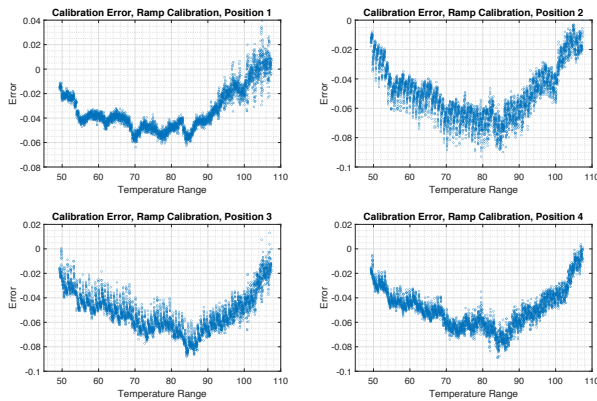 Calibration Error, Ramp Calibration, Position 1
0.04
0.02
0
-0.02
-0.04
-0.06
-0.08
Error
50 60 70 80 90 100 110
Temperature Range
Calibration Error, Ramp Calibration, Position 2
0
-0.02
-0.04
-0.06
-0.08
-0.1
Error
50 60 70 80 90 100 110
Temperature Range
Calibration Error, Ramp Calibration, Position 3
0.02
0
-0.02
-0.04
-0.06
-0.08
-0.1
Error
50 60 70 80 90 100 110
Temperature Range
Calibration Error, Ramp Calibration, Position 4
0.02
0
-0.02
-0.04
-0.06
-0.08
-0.1
Error
50 60 70 80 90 100 110
Temperature Range